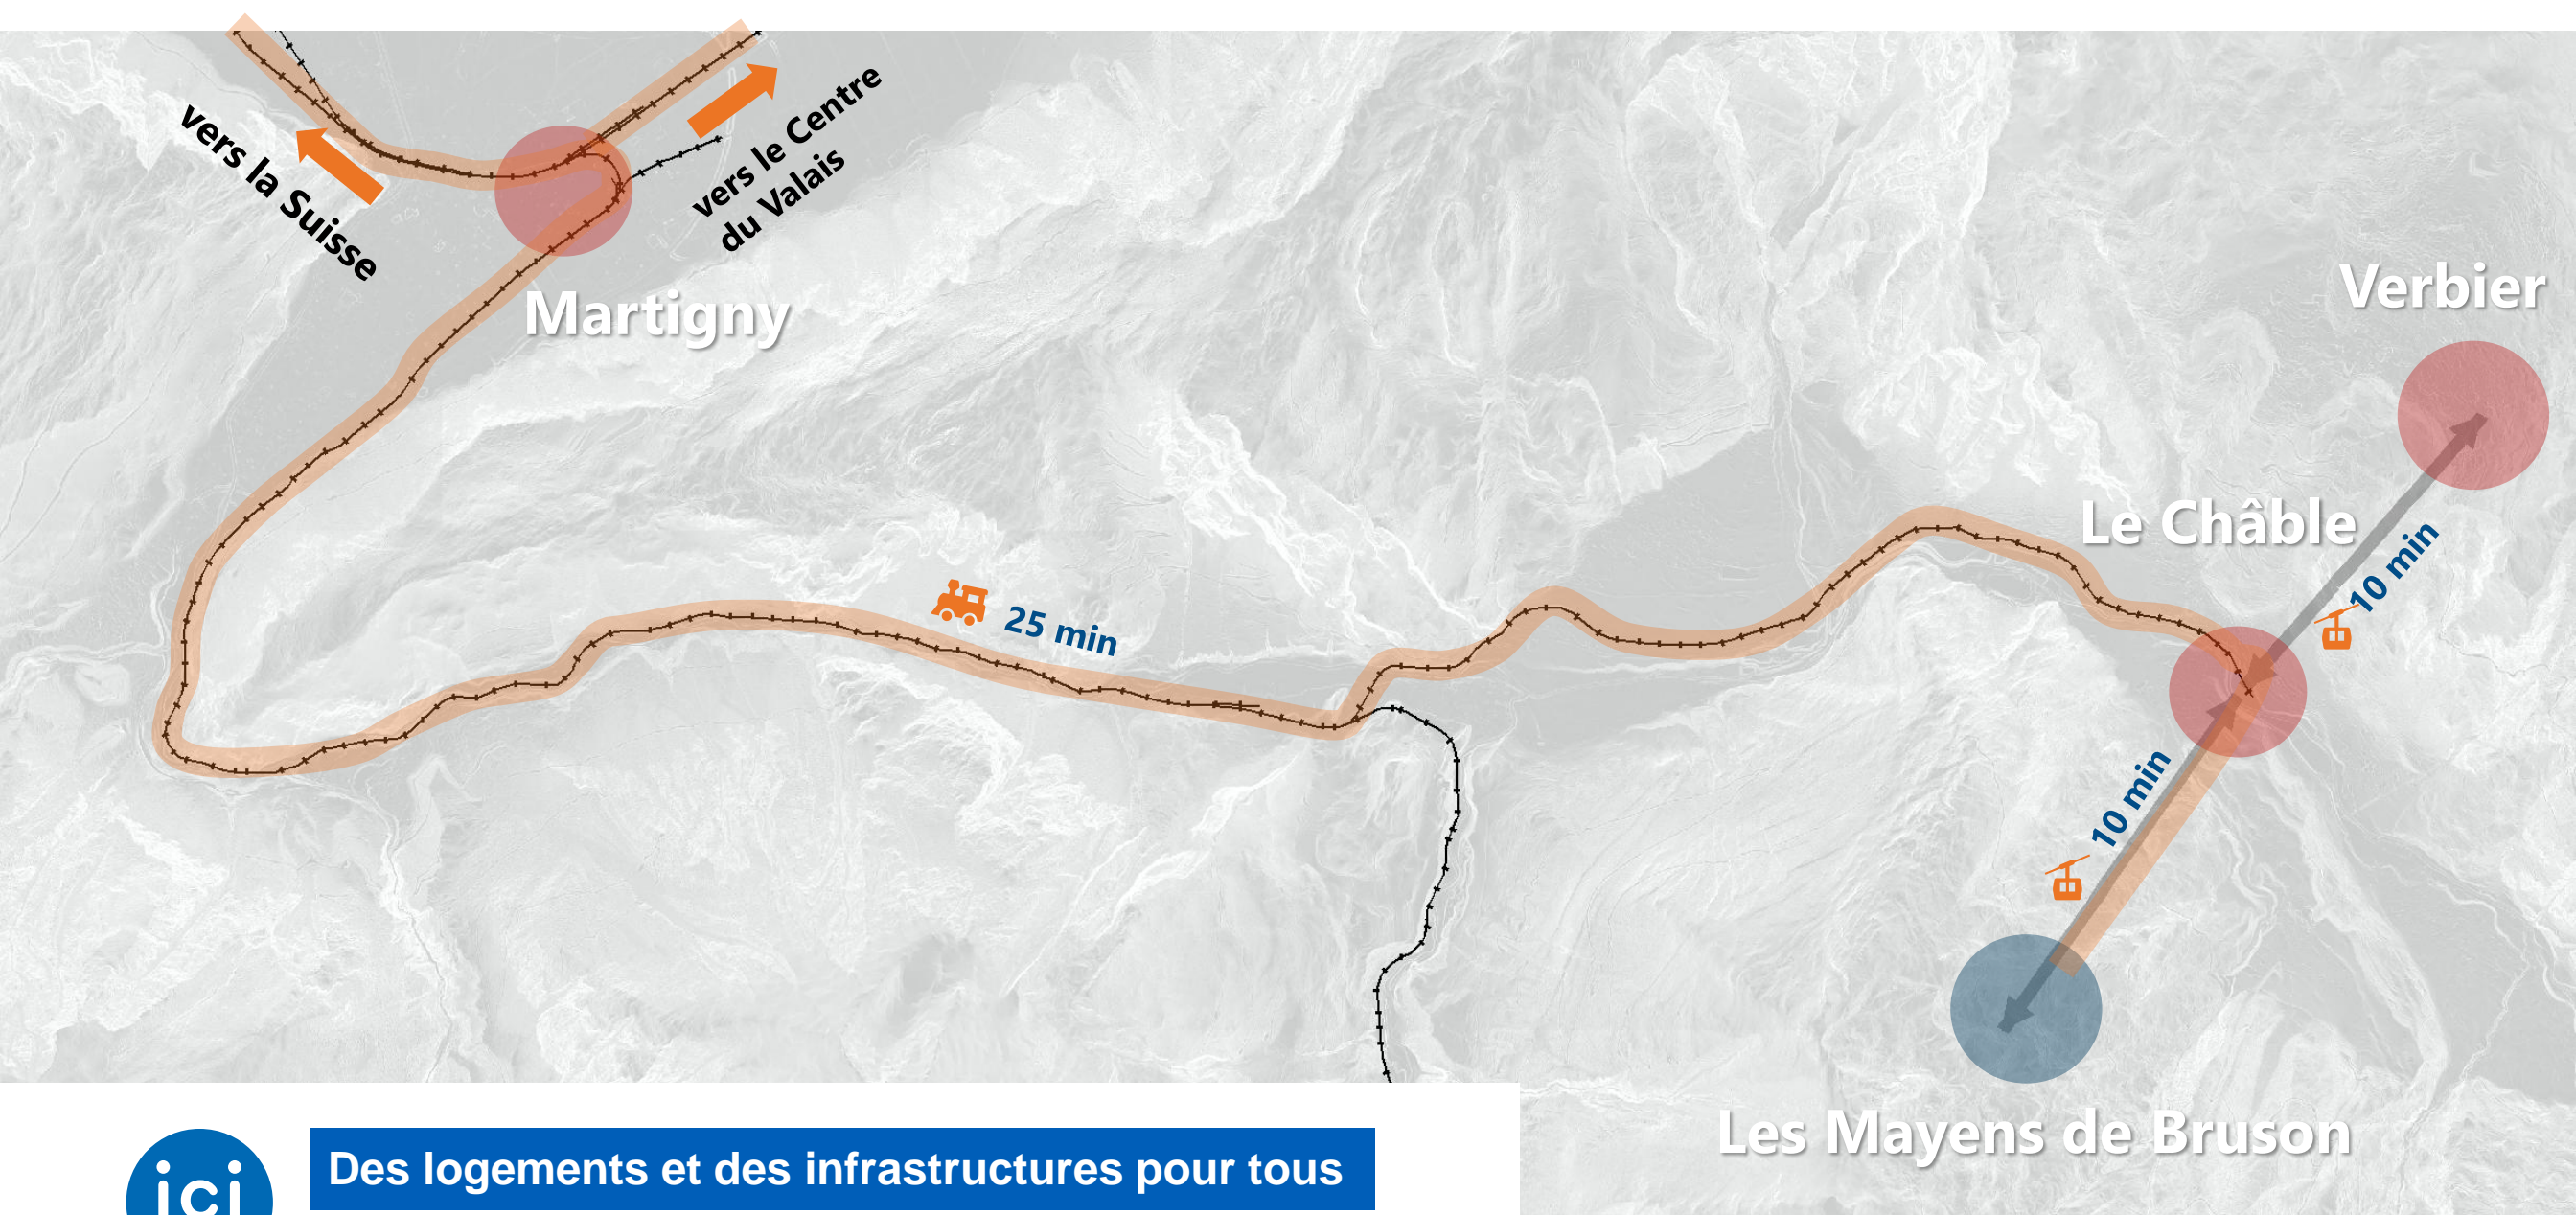 vers la Suisse
vers le Centre
du Valais
Martigny
Verbier
Le Châble
10 min
25 min
10 min
Les Mayens de Bruson
ici
Des logements et des infrastructures pour tous